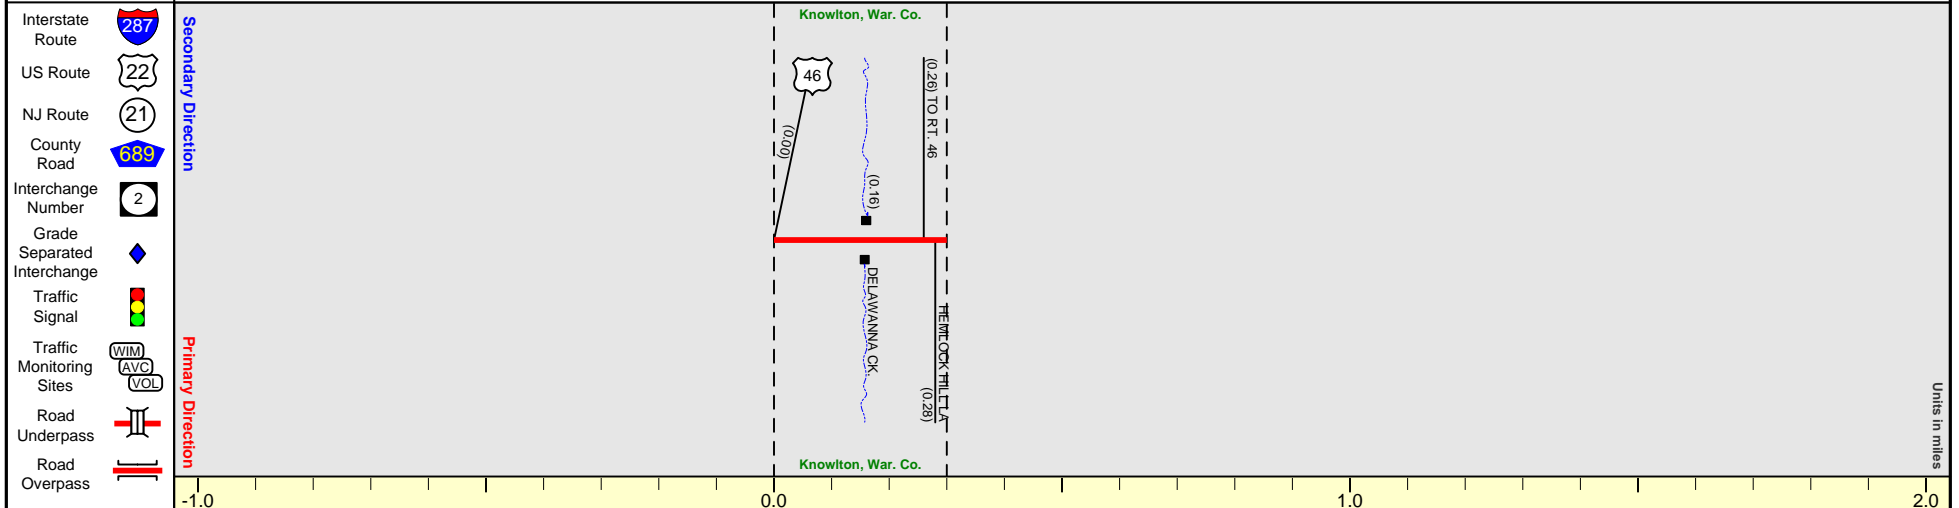 Interstate
Route
287
US Route
22
NJ Route
21
County
Road
689
Interchange
Number
2
Grade
Separated
Interchange
Traffic
Signal
Traffic
Monitoring
Sites
WIM
AVC
VOL
Road
Underpass
Road
Overpass
Secondary Direction
Primary Direction
Knowlton, War. Co.
46
(0.00)
(0.16)
(0.26) TO RT. 46
DELAWANNA CK
HEMLOCK HILL LA
(0.28)
Knowlton, War. Co.
Units in miles
-1.0
0.0
1.0
2.0